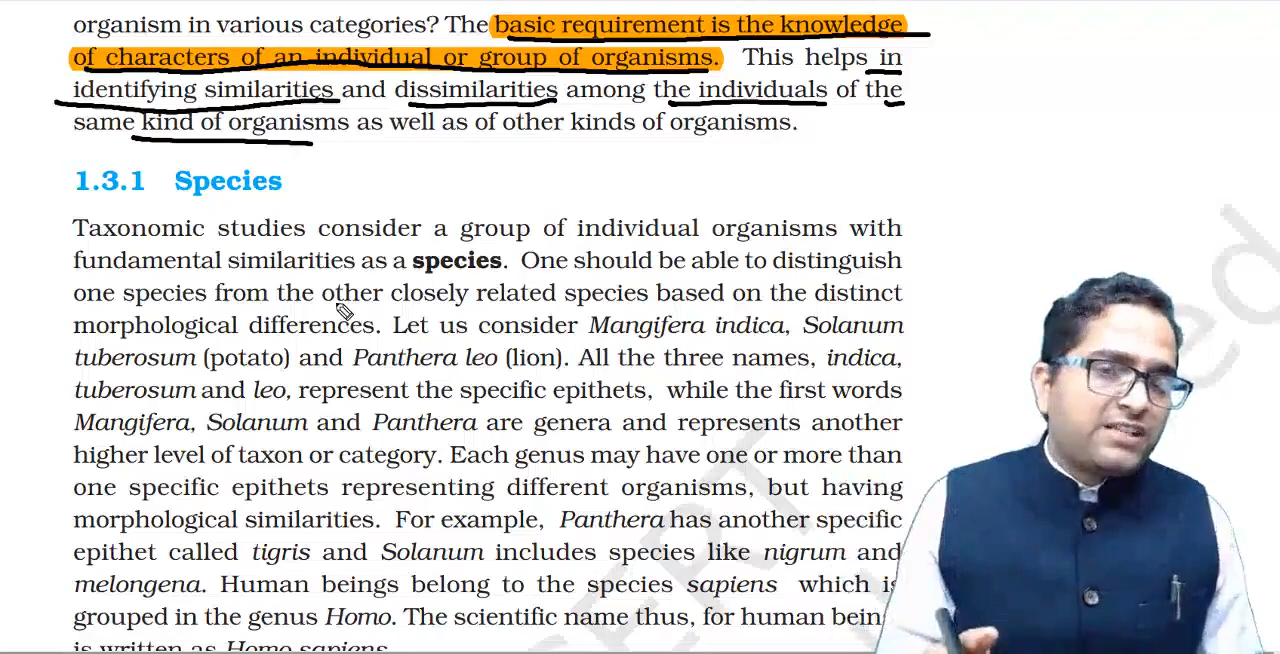 organism in various categories? The basic requirement is the knowledge
of characters of an individual or group of organisms. This helps in
identifying similarities and dissimilarities among the individuals of the
same kind of organisms as well as of other kinds of organisms.
1.3.1 Species
Taxonomic studies consider a group of individual organisms with
fundamental similarities as a species. One should be able to distinguish
one species from the other closely related species based on the distinct
morphological differences. Let us consider Mangifera indica, Solanum
tuberosum (potato) and Panthera leo (lion). All the three names, indica,
tuberosum and leo, represent the specific epithets, while the first words
Mangifera, Solanum and Panthera are genera and represents another
higher level of taxon or category. Each genus may have one or more than
one specific epithets representing different organisms, but having
morphological similarities. For example, Panthera has another specific
epithet called tigris and Solanum includes species like nigrum and
melongena. Human beings belong to the species sapiens which is
grouped in the genus Homo. The scientific name thus, for human being
is written as Homo sapiens.